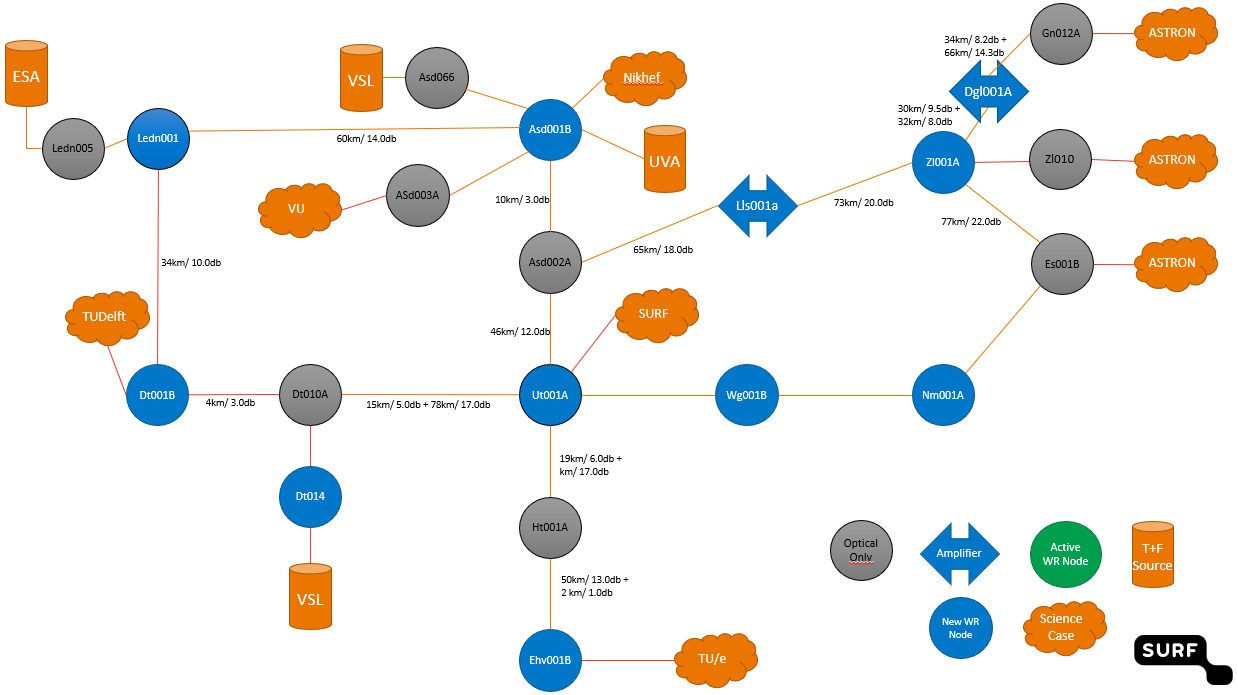 ESA
Ledn005
Ledn001
VSL
Asd066
Nikhef
Asd001B
UVA
60km/ 14.0db
VU
ASd003A
10km/ 3.0db
Asd002A
34km/ 10.0db
65km/ 18.0db
Lls001a
73km/ 20.0db
34km/ 8.2db +
66km/ 14.3db
Gn012A
ASTRON
Dgl001A
30km/ 9.5db +
32km/ 8.0db
Zl001A
Zl010
ASTRON
77km/ 22.0db
Es001B
ASTRON
TUDelft
46km/ 12.0db
SURF
Dt001B
4km/ 3.0db
Dt010A
15km/ 5.0db + 78km/ 17.0db
Ut001A
Wg001B
Nm001A
Dt014
VSL
19km/ 6.0db +
km/ 17.0db
Ht001A
50km/ 13.0db +
2 km/ 1.0db
Ehv001B
TU/e
Optical
Only
Amplifier
Active
WR Node
T+F
Source
New WR
Node
Science
Case
SURF